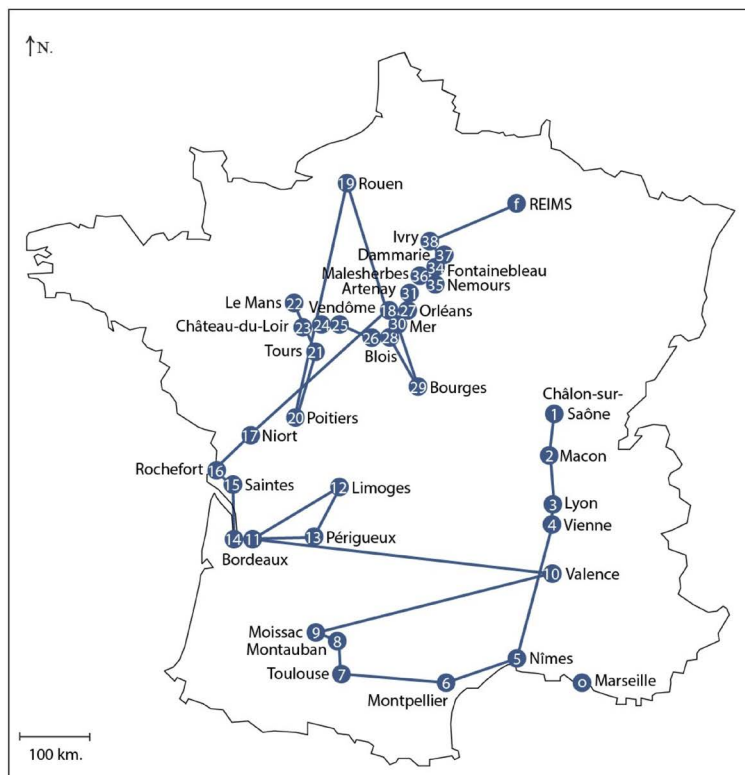 N.
19 Rouen
f REIMS
Ivry
38
Dammarie 37
34
Malesherbes 36 Fontainebleau
35 Nemours
Artenay 31
Le Mans 22
Vendôme 18 27 Orléans
Château-du-Loir 23 24 25
30 Mer
26 28
Tours 21
Blois
29 Bourges
Châlon-sur-
1 Saône
20 Poitiers
17 Niort
2 Macon
Rochefort 16
15 Saintes
12 Limoges
3 Lyon
4 Vienne
14 11
13 Périgueux
Bordeaux
10 Valence
Moissac 9
8
Montauban
5 Nîmes
Toulouse 7
6
Montpellier
o Marseille
100 km.